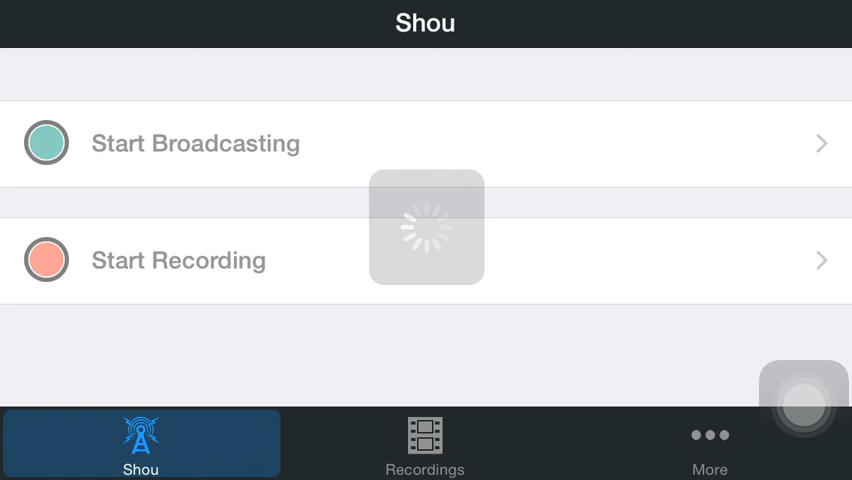 Shou
Start Broadcasting
Start Recording
Shou
Recordings
More